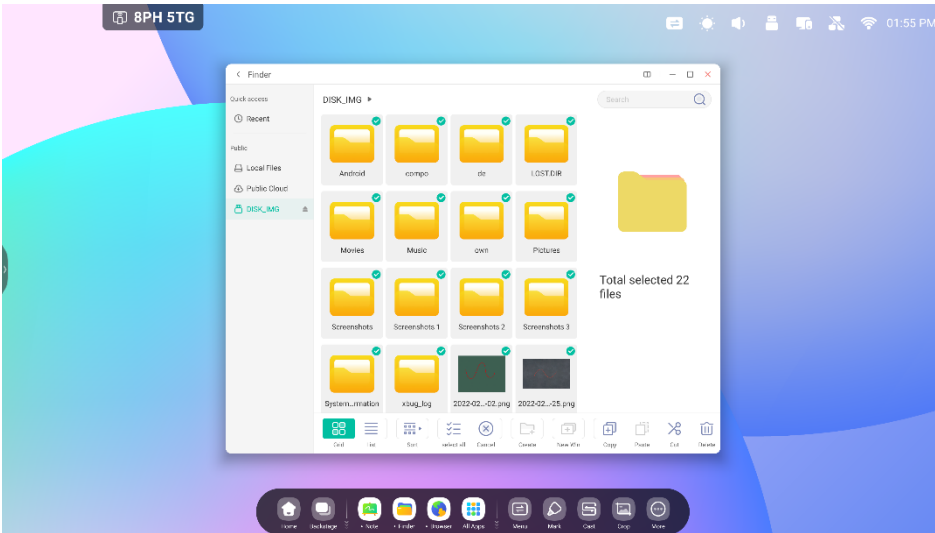 8PH 5TG
01:55 PM
Finder
Quick access
Recent
Public
Local Files
Public Cloud
DISK_IMG
DISK_IMG
Search
Android
compo
de
LOST.DIR
Movies
Music
own
Pictures
Screenshots
Screenshots 1
Screenshots 2
Screenshots 3
System...rmation
xbug_log
2022-02...-02.png
2022-02...-25.png
Total selected 22
files
Grid
List
Sort
select all
Cancel
Create
New Win
Copy
Paste
Cut
Delete
Home
Backstage
Note
Finder
Browser
All Apps
Menu
Mark
Cast
Crop
More